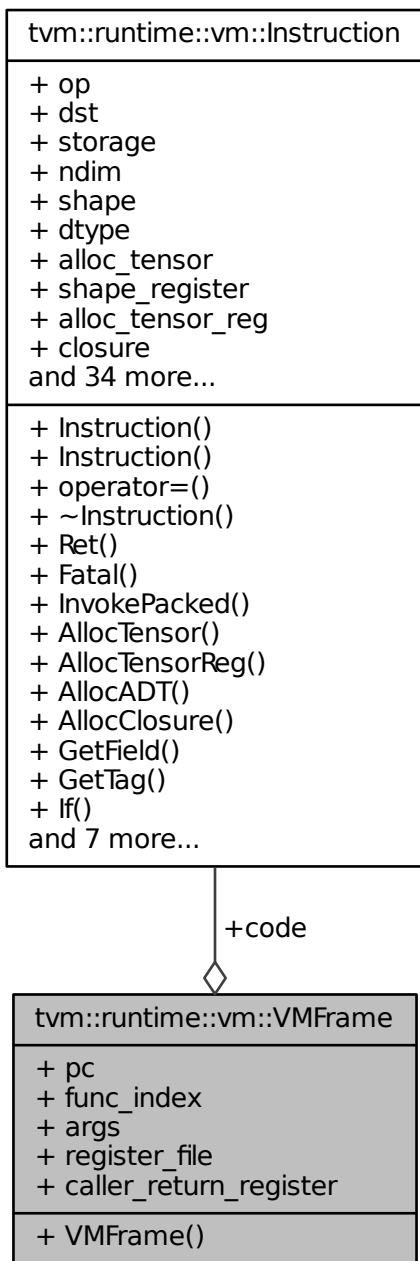 tvm::runtime::vm::Instruction
+ op
+ dst
+ storage
+ ndim
+ shape
+ dtype
+ alloc_tensor
+ shape_register
+ alloc_tensor_reg
+ closure
and 34 more...
+ Instruction()
+ Instruction()
+ operator=()
+ ~Instruction()
+ Ret()
+ Fatal()
+ InvokePacked()
+ AllocTensor()
+ AllocTensorReg()
+ AllocADT()
+ AllocClosure()
+ GetField()
+ GetTag()
+ If()
and 7 more...
+code
tvm::runtime::vm::VMFrame
+ pc
+ func_index
+ args
+ register_file
+ caller_return_register
+ VMFrame()